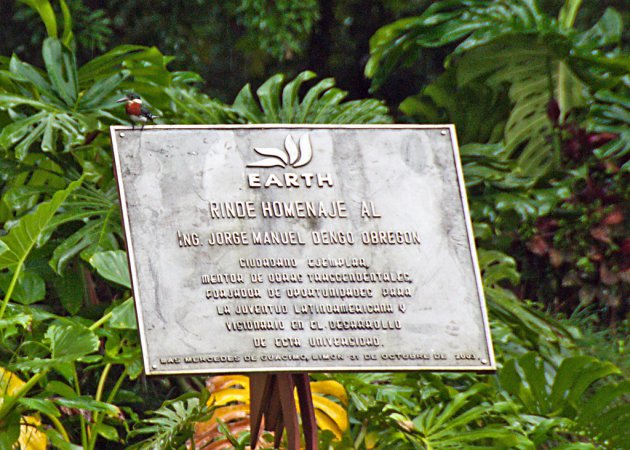 EARTH
RINDE HOMENAJE AL
ING. JORGE MANUEL DENGO OBREGON
CIUDADANO EJEMPLAR,
MENTOR DE OBRAS TRASCENDENTALES,
FORJADOR DE OPORTUNIDADES PARA
LA JUVENTUD LATINOAMERICANA Y
VISIONARIO EN EL DESARROLLO
DE ESTA UNIVERSIDAD.
LAS MERCEDES DE GUACIMO, LIMON 31 DE OCTUBRE DE 2003.